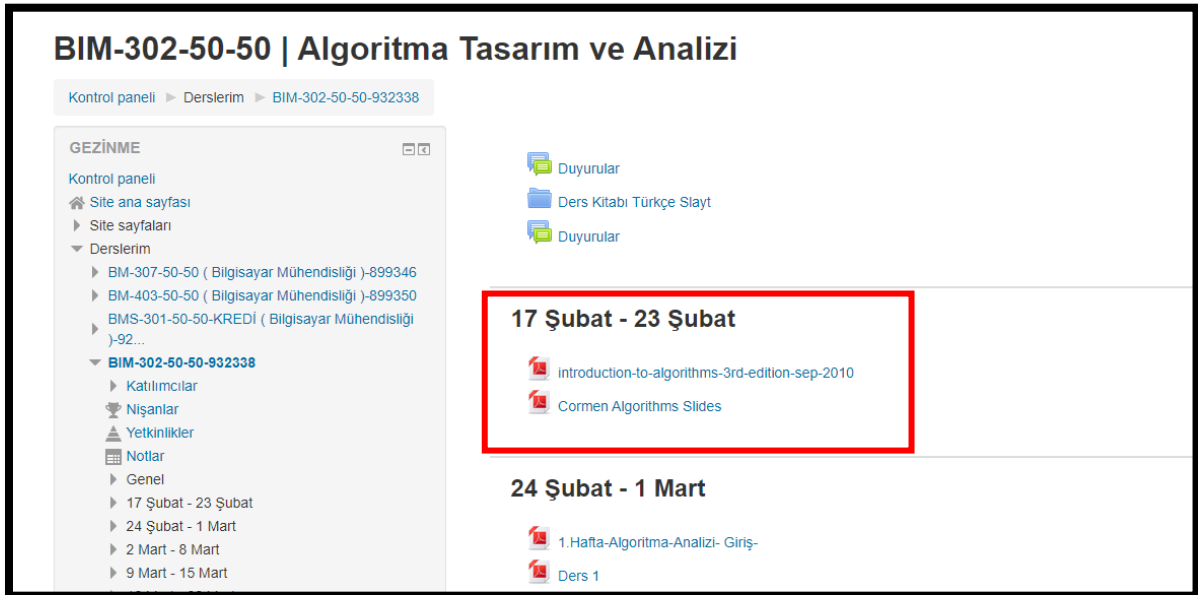 BIM-302-50-50 | Algoritma Tasarım ve Analizi
Kontrol paneli ▶ Derslerim ▶ BIM-302-50-50-932338
GEZİNME
Kontrol paneli
Site ana sayfası
Site sayfaları
Derslerim
BM-307-50-50 ( Bilgisayar Mühendisliği )-899346
BM-403-50-50 ( Bilgisayar Mühendisliği )-899350
BMS-301-50-50-KREDİ ( Bilgisayar Mühendisliği
)-92...
BIM-302-50-50-932338
Katılımcılar
Nişanlar
Yetkinlikler
Notlar
Genel
17 Şubat - 23 Şubat
24 Şubat - 1 Mart
2 Mart - 8 Mart
9 Mart - 15 Mart
Duyurular
Ders Kitabı Türkçe Slayt
Duyurular
17 Şubat - 23 Şubat
introduction-to-algorithms-3rd-edition-sep-2010
Cormen Algorithms Slides
24 Şubat - 1 Mart
1.Hafta-Algoritma-Analizi- Giriş-
Ders 1